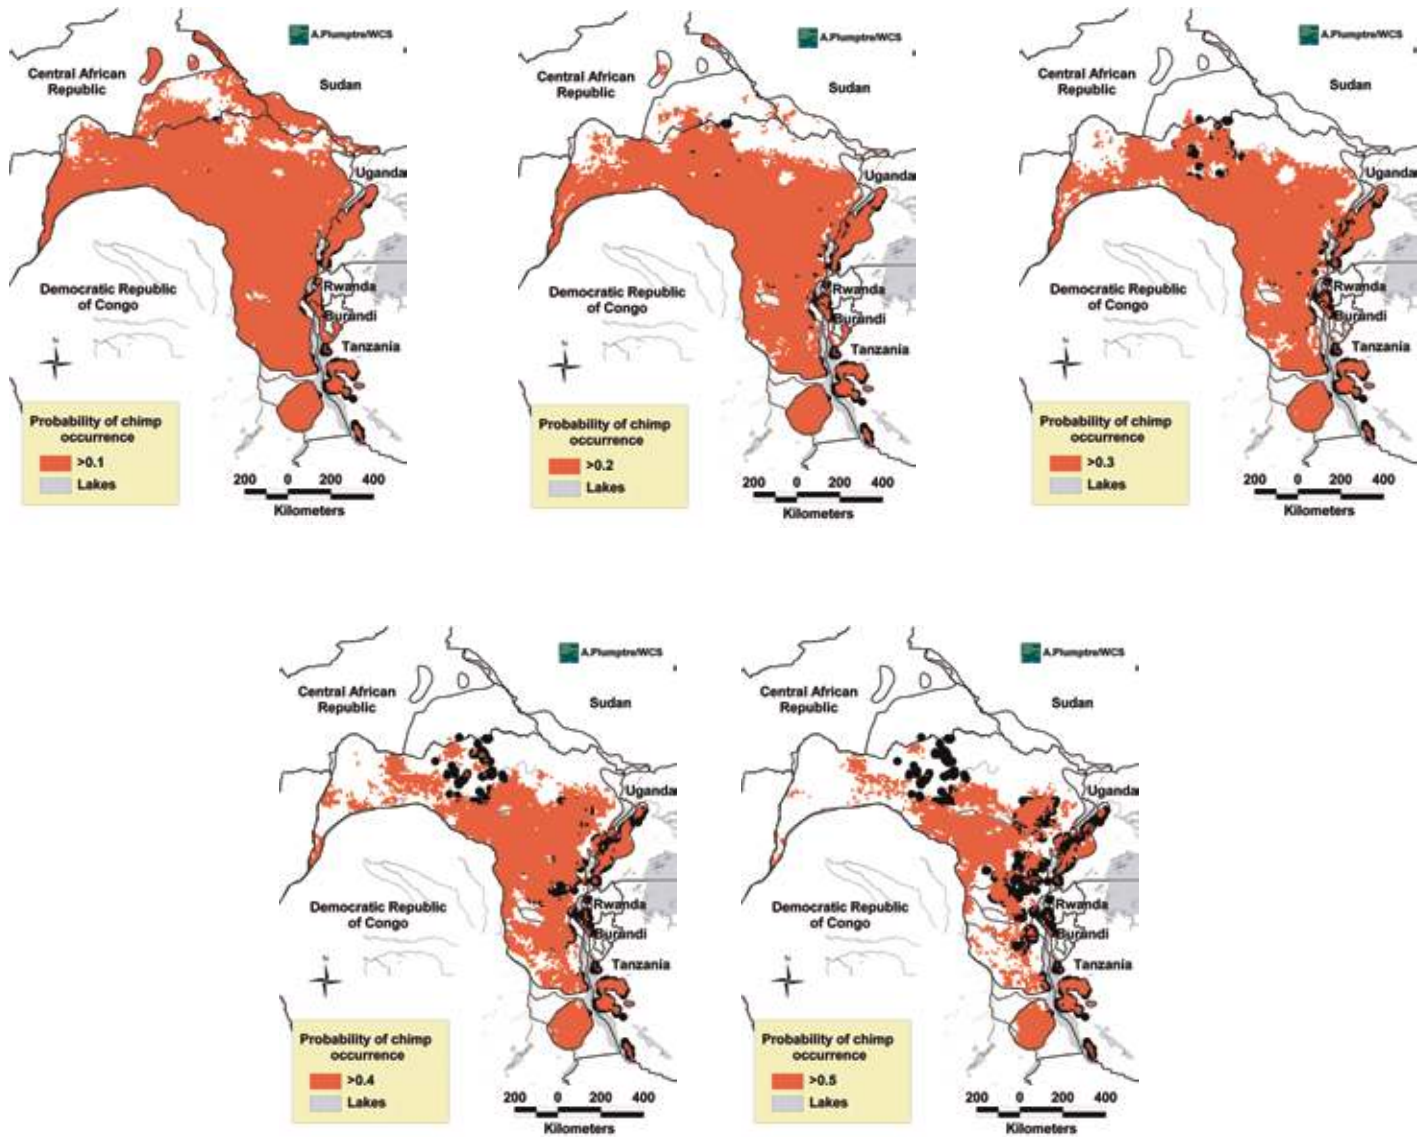 A.Plumptre/WCS
Central African
Republic
Sudan
Uganda
Democratic Republic
of Congo
Rwanda
Burundi
Tanzania
N
Probability of chimp
occurrence
>0.1
Lakes
200 0 200 400
Kilometers
A.Plumptre/WCS
Central African
Republic
Sudan
Uganda
Democratic Republic
of Congo
Rwanda
Burundi
Tanzania
N
Probability of chimp
occurrence
>0.2
Lakes
200 0 200 400
Kilometers
A.Plumptre/WCS
Central African
Republic
Sudan
Uganda
Democratic Republic
of Congo
Rwanda
Burundi
Tanzania
N
Probability of chimp
occurrence
>0.3
Lakes
200 0 200 400
Kilometers
A.Plumptre/WCS
Central African
Republic
Sudan
Uganda
Democratic Republic
of Congo
Rwanda
Burandi
Tanzania
N
Probability of chimp
occurrence
>0.4
Lakes
200 0 200 400
Kilometers
A.Plumptre/WCS
Central African
Republic
Sudan
Uganda
Democratic Republic
of Congo
Rwanda
Burandi
Tanzania
N
Probability of chimp
occurrence
>0.5
Lakes
200 0 200 400
Kilometers